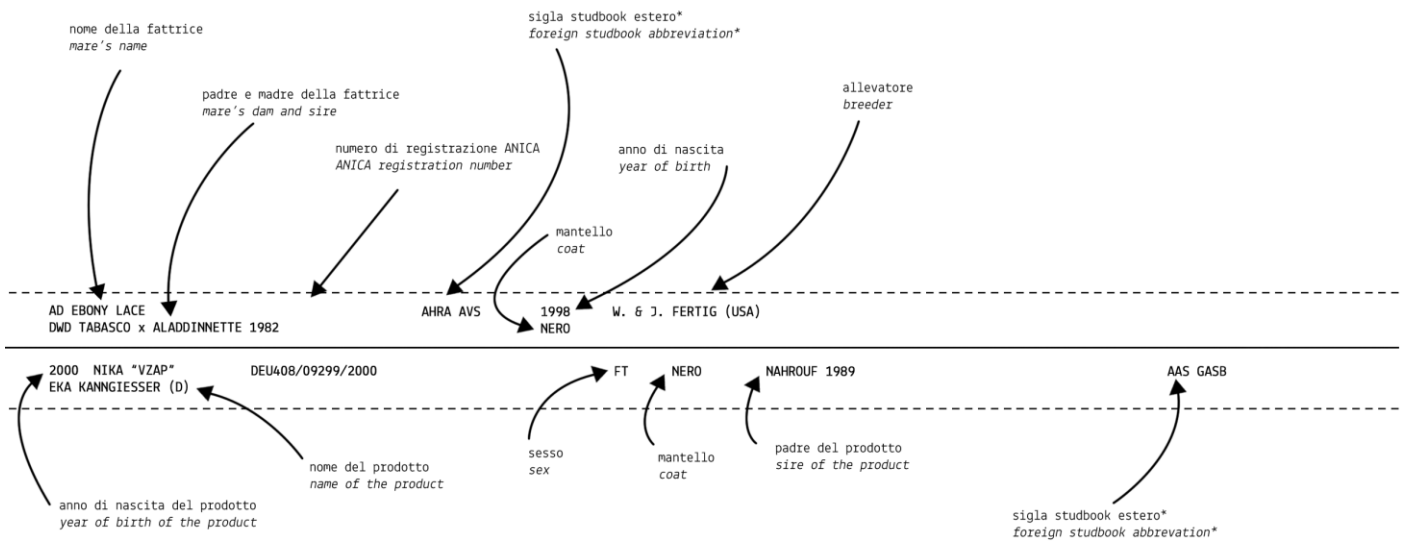 sigla studbook estero*
foreign studbook abbreviation*
nome della fattrice
mare's name
allevatore
breeder
padre e madre della fattrice
mare's dam and sire
numero di registrazione ANICA
ANICA registration number
anno di nascita
year of birth
mantello
coat
AD EBONY LACE AHRA AVS 1998 W. & J. FERTIG (USA)
DWD TABASCO x ALADDINNETTE 1982 NERO
2000 NIKA "VZAP" DEU408/09299/2000 FT NERO NAHROUF 1989 AAS GASB
EKA KANNGIESSER (D)
sesso
sex
mantello
coat
padre del prodotto
sire of the product
nome del prodotto
name of the product
anno di nascita del prodotto
year of birth of the product
sigla studbook estero*
foreign studbook abbrevation*